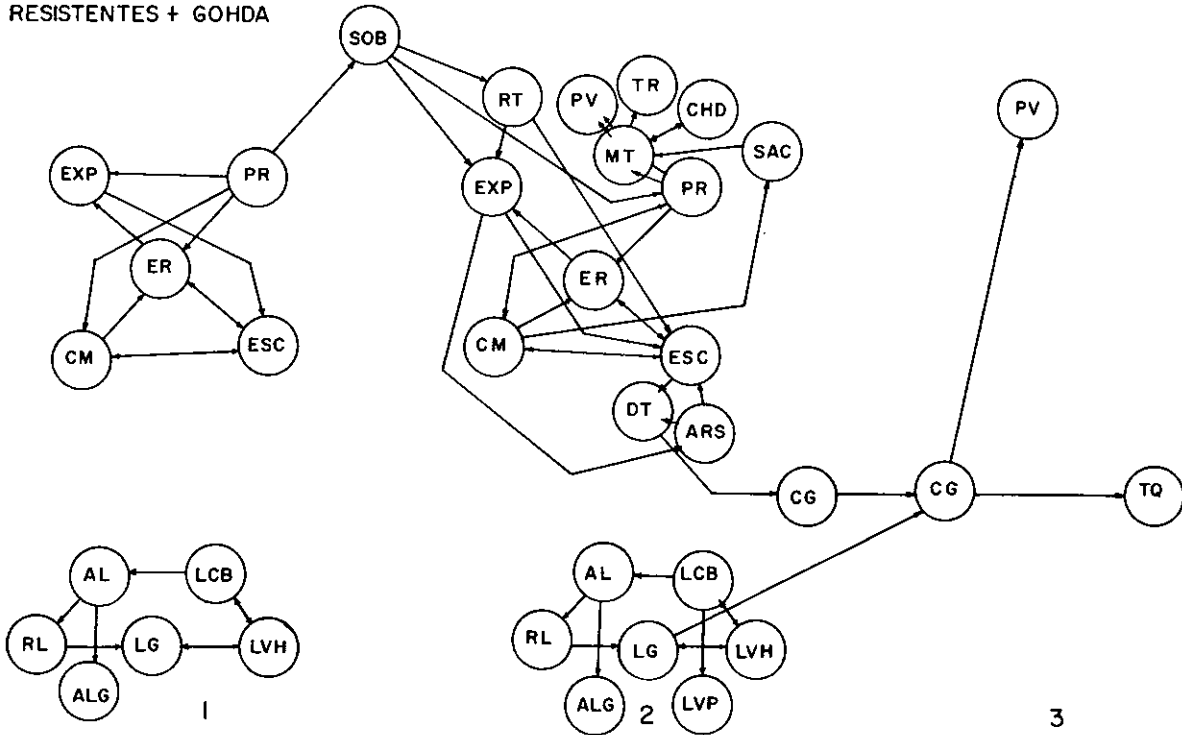 RESISTENTES + GOHDA
SOB
RT
PV
TR
CHD
PV
MT
SAC
EXP
PR
EXP
PR
ER
ER
CM
ESC
CM
ESC
DT
ARS
CG
CG
TQ
AL
LCB
AL
LCB
RL
LG
LVH
RL
LG
LVH
ALG
ALG
LVP
1
2
3